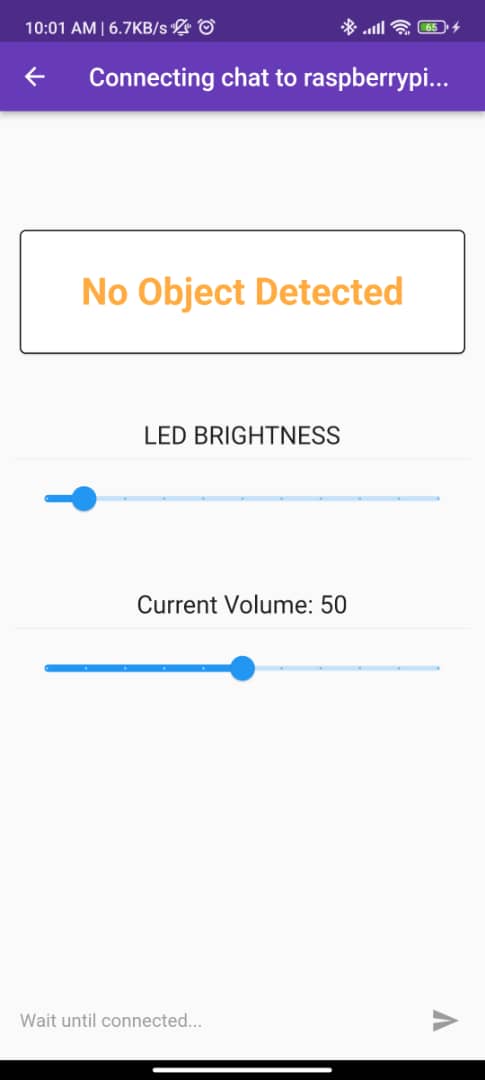 10:01 AM | 6.7KB/s 65
Connecting chat to raspberrypi...
No Object Detected
LED BRIGHTNESS
Current Volume: 50
Wait until connected...